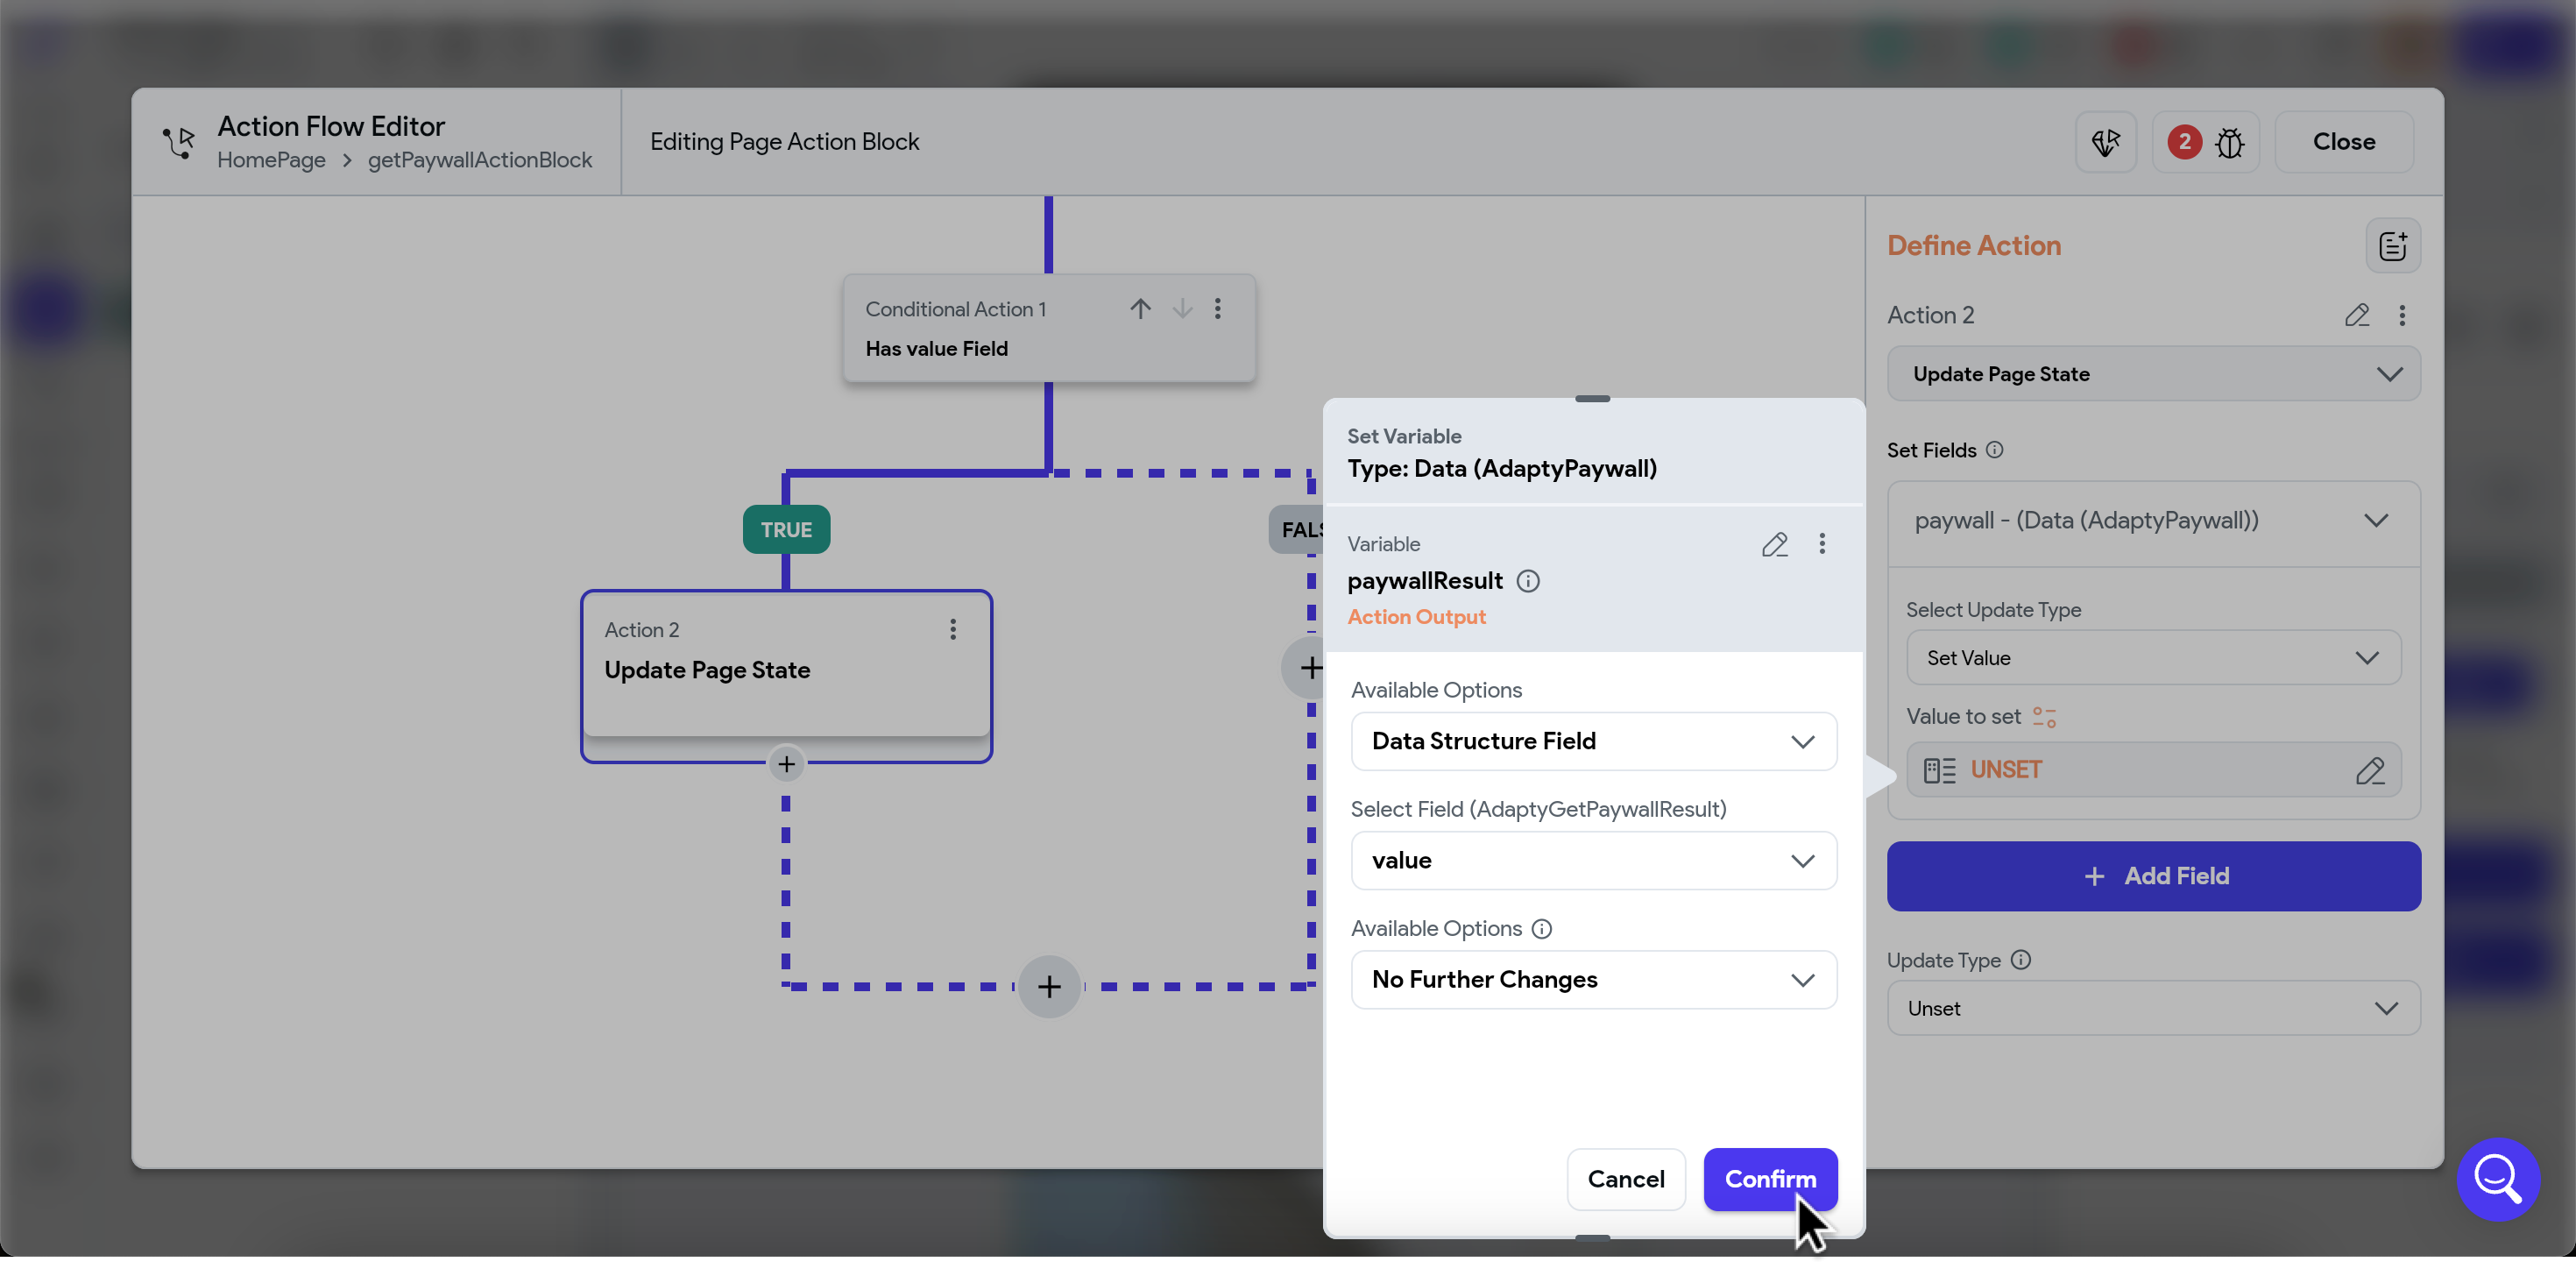 Action Flow Editor
HomePage > getPaywallActionBlock
Editing Page Action Block
2
Close
Conditional Action 1
Has value Field
TRUE
FALS
Action 2
Update Page State
Set Variable
Type: Data (AdaptyPaywall)
Variable
paywallResult
Action Output
Available Options
Data Structure Field
Select Field (AdaptyGetPaywallResult)
value
Available Options
No Further Changes
Cancel
Confirm
Define Action
Action 2
Update Page State
Set Fields
paywall - (Data (AdaptyPaywall))
Select Update Type
Set Value
Value to set
UNSET
+ Add Field
Update Type
Unset